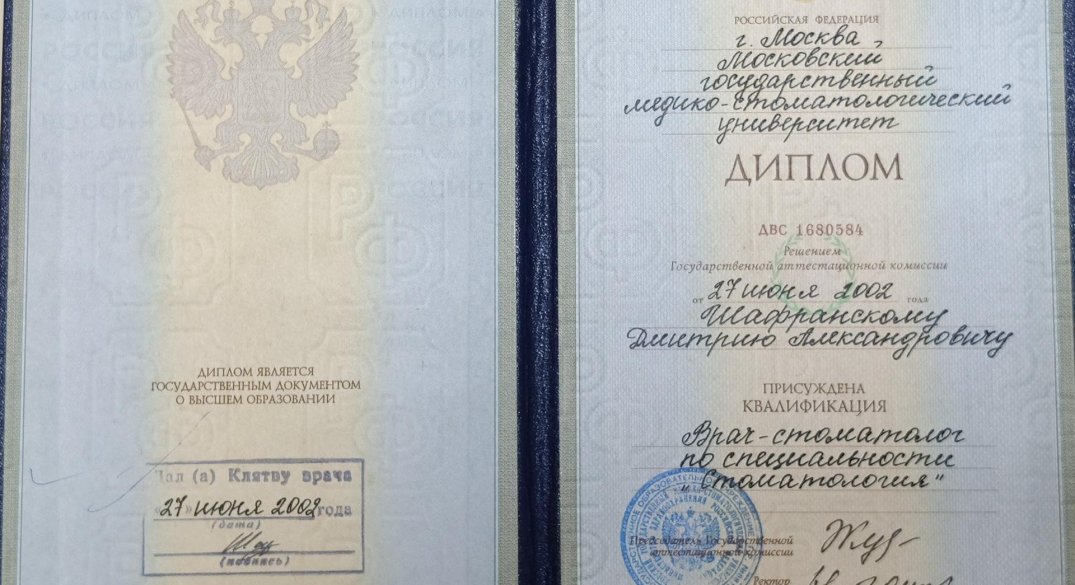 ДИПЛОМ ЯВЛЯЕТСЯ
ГОСУДАРСТВЕННЫМ ДОКУМЕНТОМ
О ВЫСШЕМ ОБРАЗОВАНИИ
дал (а) Клятву врача
"27" июня 2002 года
(дата)
(подпись)
РОССИЙСКАЯ ФЕДЕРАЦИЯ
г. Москва
Московский
государственный
медико-стоматологический
университет
ДИПЛОМ
ДВС 1680584
Решением
Государственной аттестационной комиссии
от 27 июня 2002 года
Шафранскому
Дмитрию Александровичу
ПРИСУЖДЕНА
КВАЛИФИКАЦИЯ
Врач-стоматолог
по специальности
"Стоматология"
Председатель Государственной
аттестационной комиссии
Ректор